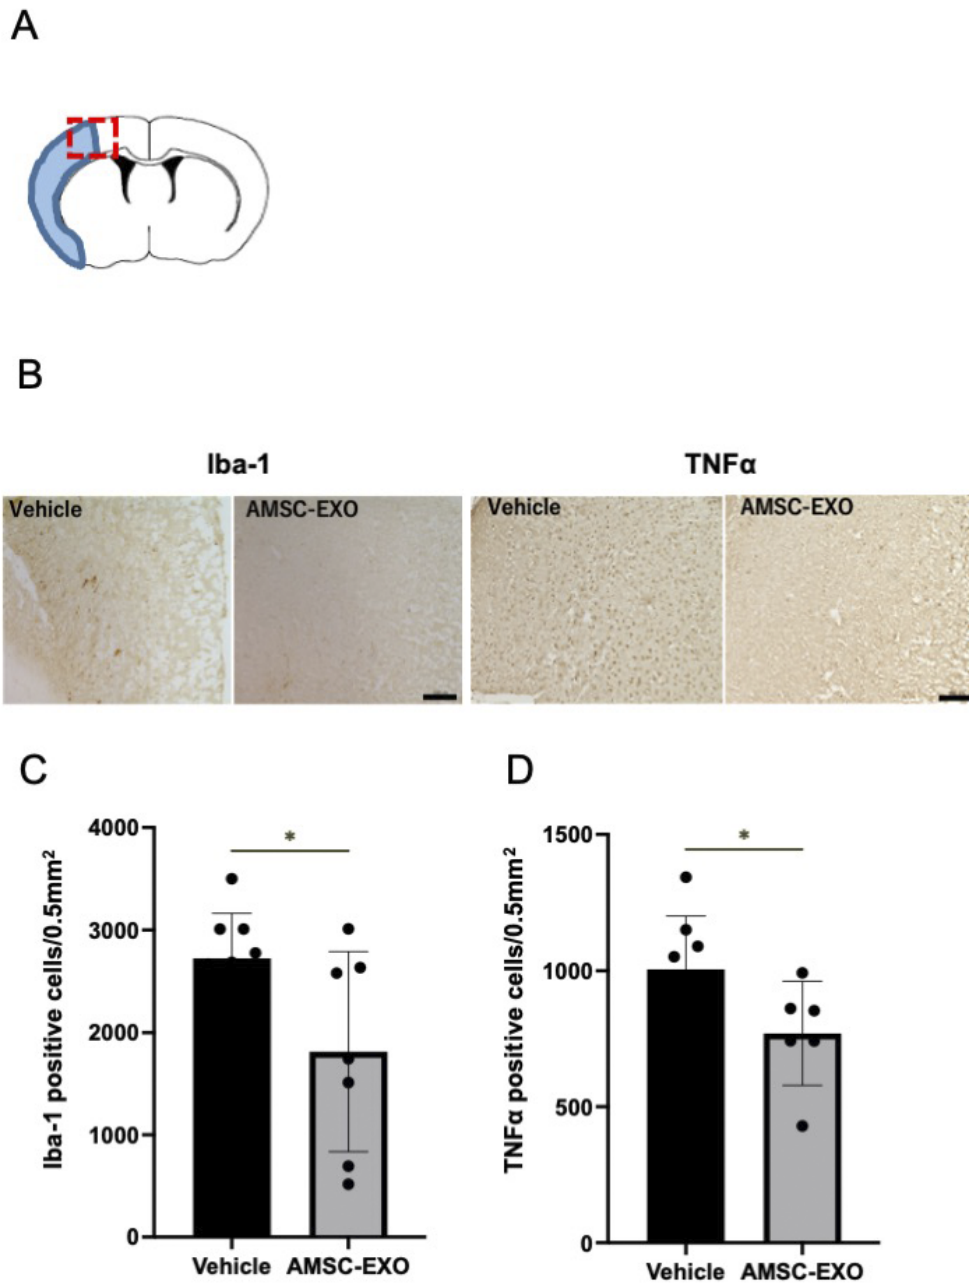 A
B
Iba-1
TNFα
Vehicle
AMSC-EXO
Vehicle
AMSC-EXO
C
D
4000
3000
2000
1000
0
Iba-1 positive cells/0.5mm²
*
Vehicle
AMSC-EXO
1500
1000
500
0
TNFα positive cells/0.5mm²
*
Vehicle
AMSC-EXO